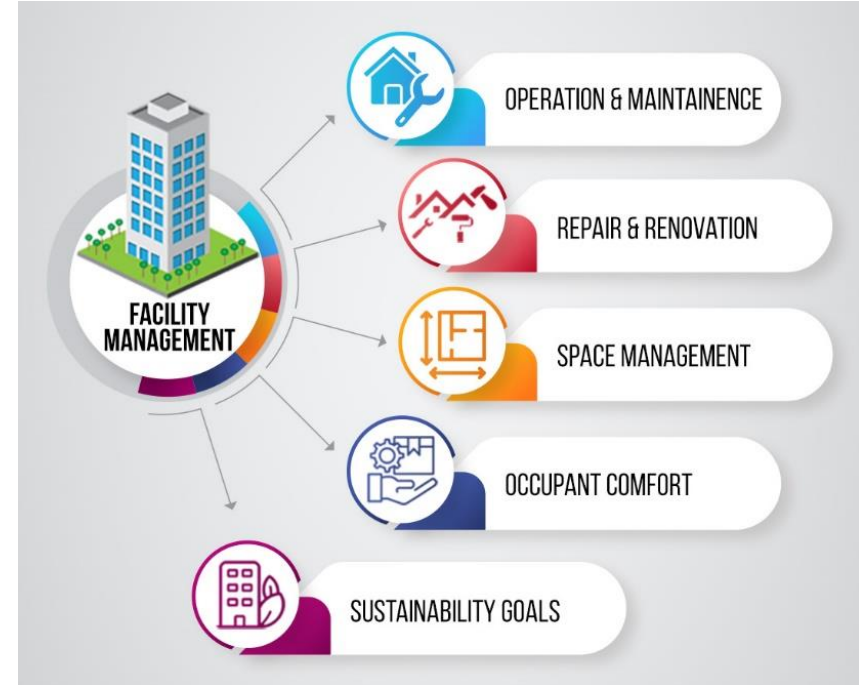 FACILITY
MANAGEMENT
OPERATION & MAINTAINENCE
REPAIR & RENOVATION
SPACE MANAGEMENT
OCCUPANT COMFORT
SUSTAINABILITY GOALS